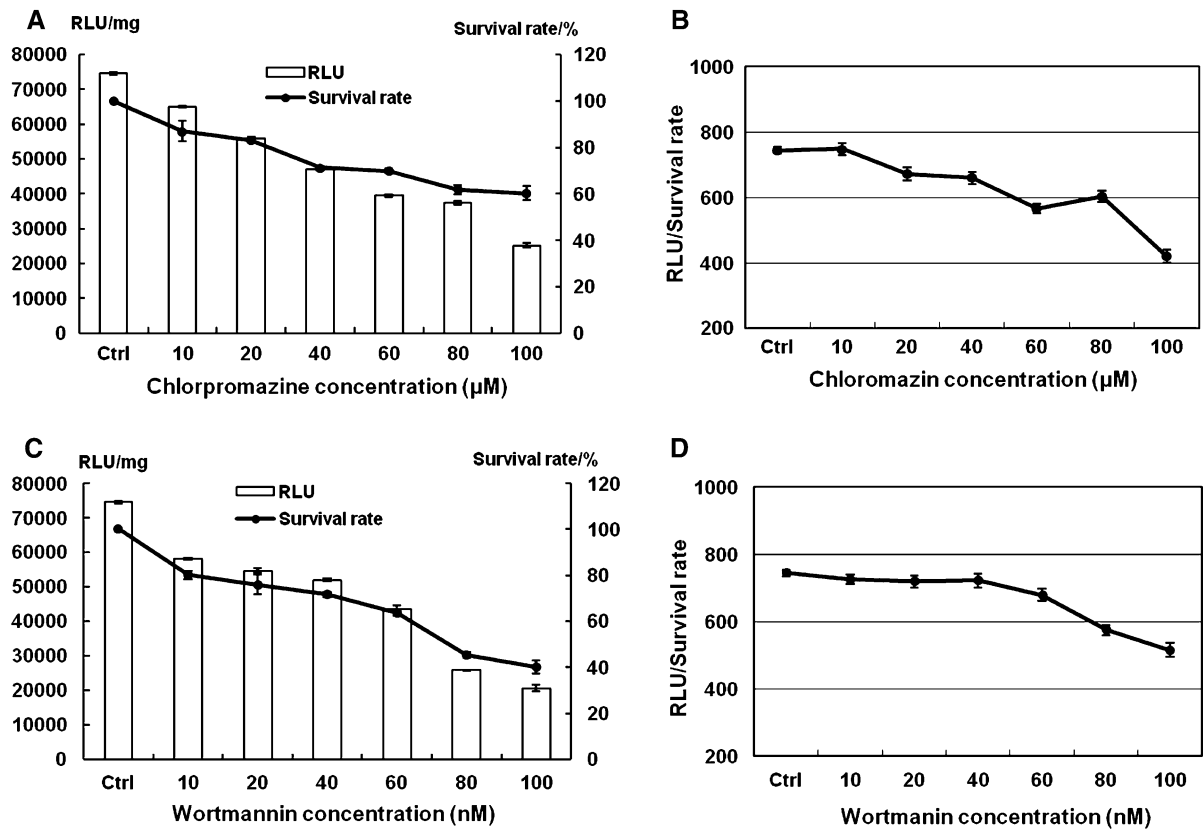 A
RLU/mg
Survival rate/%
80000
70000
60000
50000
40000
30000
20000
10000
0
120
100
80
60
40
20
0
RLU
Survival rate
Ctrl 10 20 40 60 80 100
Chlorpromazine concentration (μM)
B
1000
800
600
400
200
RLU/Survival rate
Ctrl 10 20 40 60 80 100
Chloromazin concentration (μM)
C
RLU/mg
Survival rate/%
80000
70000
60000
50000
40000
30000
20000
10000
0
120
100
80
60
40
20
0
RLU
Survival rate
Ctrl 10 20 40 60 80 100
Wortmannin concentration (nM)
D
1000
800
600
400
200
RLU/Survival rate
Ctrl 10 20 40 60 80 100
Wortmanin concentration (nM)